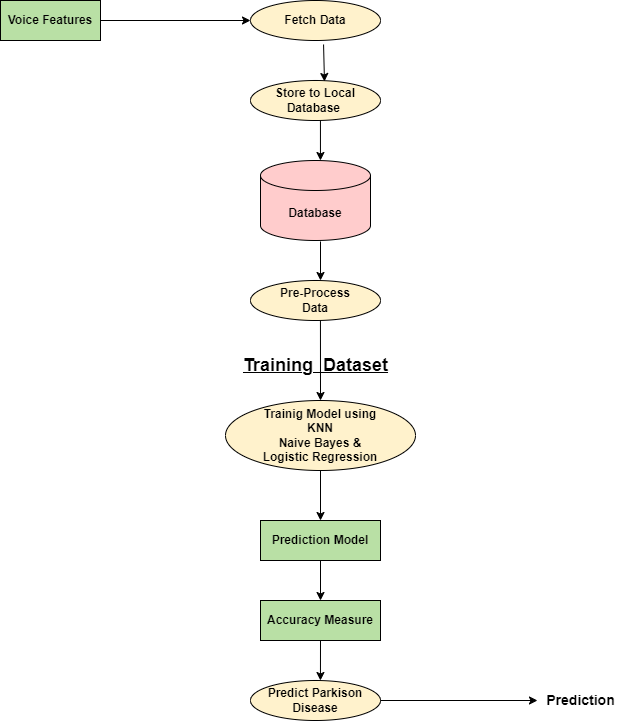 Voice Features
Fetch Data
Store to Local
Database
Database
Pre-Process
Data
Training  Dataset
Trainig Model using
KNN
Naive Bayes &
Logistic Regression
Prediction Model
Accuracy Measure
Predict Parkison
Disease
Prediction